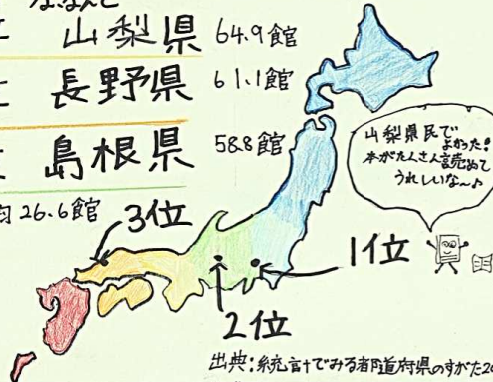 なんと
山梨県 64.9館
長野県 61.1館
島根県 58.8館
均 26.6館
3位
山梨県民で
よかった!
本がたくさん読めて
うれしいな〜♪
1位
2位
出典:統計でみる都道府県のすがた20